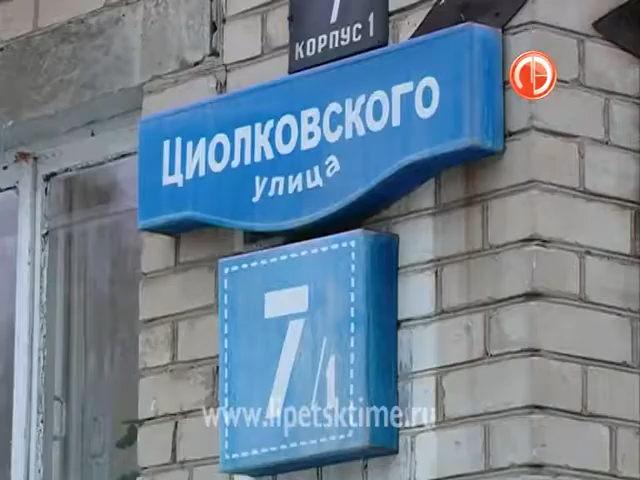 7
КОРПУС 1
ЦИОЛКОВСКОГО
улица
7/1
www.lipetsktime.ru